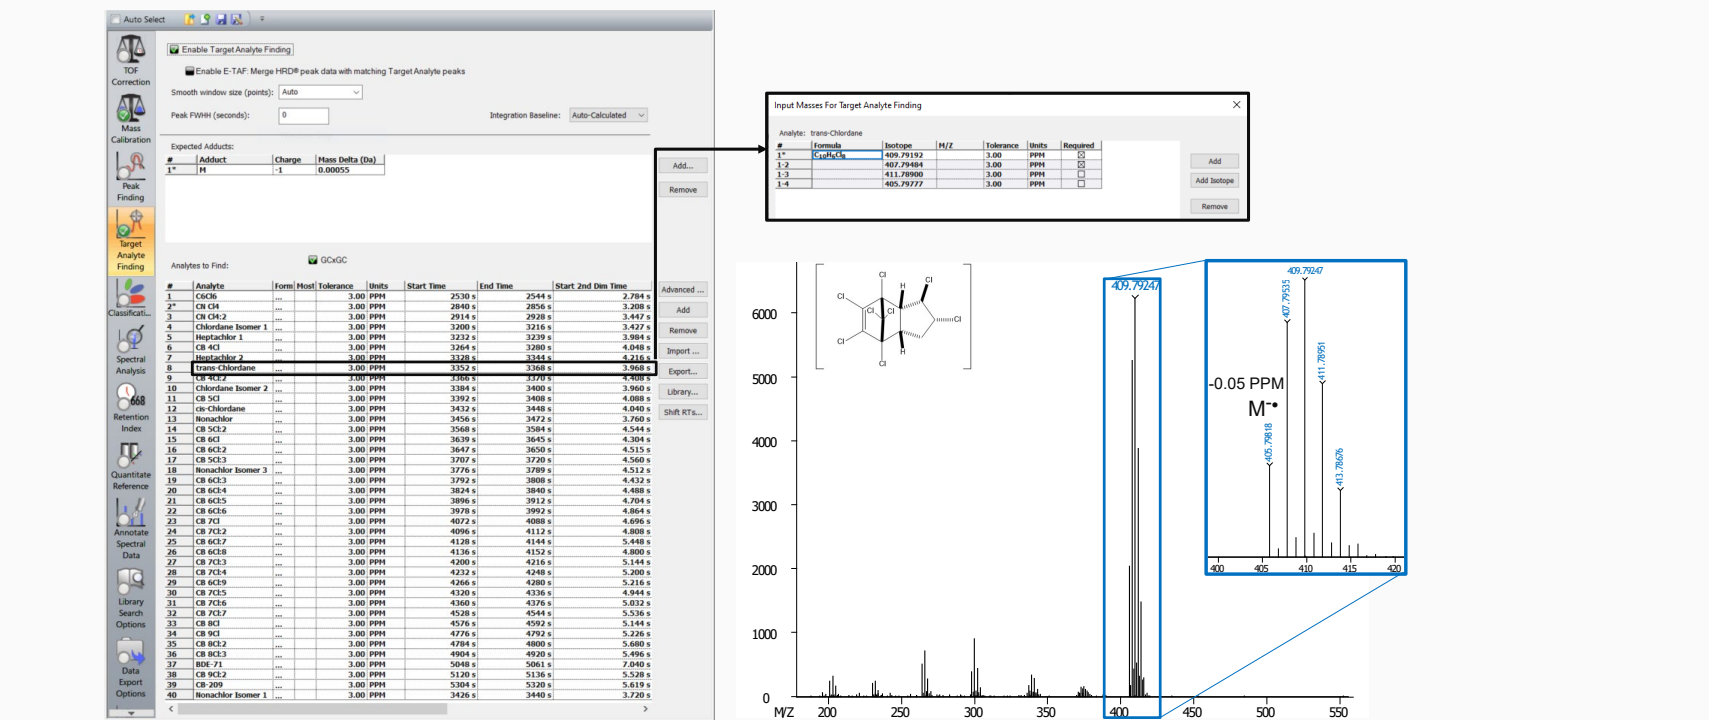 Auto Select
TOF
Correction
Mass
Calibration
Peak
Finding
Target
Analyte
Finding
Classificati...
Spectral
Analysis
668
Retention
Index
Quantitate
Reference
Annotate
Spectral
Data
Library
Search
Options
Data
Export
Options
Enable Target Analyte Finding
Enable E-TAF: Merge HRD® peak data with matching Target Analyte peaks
Smooth window size (points): Auto
Peak FWHH (seconds): 0 Integration Baseline: Auto-Calculated
Expected Adducts:
# Adduct Charge Mass Delta (Da)
1* M -1 0.00055
Add...
Remove
Analytes to Find: GCxGC
# Analyte Form Most Tolerance Units Start Time End Time Start 2nd Dim Time
1 C6Cl6 ... 3.00 PPM 2530 s 2544 s 2.784 s
2* CN Cl4 ... 3.00 PPM 2840 s 2856 s 3.208 s
3 CN Cl4:2 ... 3.00 PPM 2914 s 2928 s 3.447 s
4 Chlordane Isomer 1 ... 3.00 PPM 3200 s 3216 s 3.427 s
5 Heptachlor 1 ... 3.00 PPM 3232 s 3239 s 3.984 s
6 CB 4Cl ... 3.00 PPM 3264 s 3280 s 4.048 s
7 Heptachlor 2 ... 3.00 PPM 3328 s 3344 s 4.216 s
8 trans-Chlordane ... 3.00 PPM 3352 s 3368 s 3.968 s
9 CB 4Cl:2 ... 3.00 PPM 3366 s 3370 s 4.408 s
10 Chlordane Isomer 2 ... 3.00 PPM 3384 s 3400 s 3.960 s
11 CB 5Cl ... 3.00 PPM 3392 s 3408 s 4.088 s
12 cis-Chlordane ... 3.00 PPM 3432 s 3448 s 4.040 s
13 Nonachlor ... 3.00 PPM 3456 s 3472 s 3.760 s
14 CB 5Cl:2 ... 3.00 PPM 3568 s 3584 s 4.544 s
15 CB 6Cl ... 3.00 PPM 3639 s 3645 s 4.304 s
16 CB 6Cl:2 ... 3.00 PPM 3647 s 3650 s 4.515 s
17 CB 5Cl:3 ... 3.00 PPM 3707 s 3720 s 4.560 s
18 Nonachlor Isomer 3 ... 3.00 PPM 3776 s 3789 s 4.512 s
19 CB 6Cl:3 ... 3.00 PPM 3792 s 3808 s 4.432 s
20 CB 6Cl:4 ... 3.00 PPM 3824 s 3840 s 4.488 s
21 CB 6Cl:5 ... 3.00 PPM 3896 s 3912 s 4.704 s
22 CB 6Cl:6 ... 3.00 PPM 3978 s 3992 s 4.864 s
23 CB 7Cl ... 3.00 PPM 4072 s 4088 s 4.696 s
24 CB 7Cl:2 ... 3.00 PPM 4096 s 4112 s 4.808 s
25 CB 6Cl:7 ... 3.00 PPM 4128 s 4144 s 5.448 s
26 CB 6Cl:8 ... 3.00 PPM 4136 s 4152 s 4.800 s
27 CB 7Cl:3 ... 3.00 PPM 4200 s 4216 s 5.144 s
28 CB 7Cl:4 ... 3.00 PPM 4232 s 4248 s 5.200 s
29 CB 6Cl:9 ... 3.00 PPM 4266 s 4280 s 5.216 s
30 CB 7Cl:5 ... 3.00 PPM 4320 s 4336 s 4.944 s
31 CB 7Cl:6 ... 3.00 PPM 4360 s 4376 s 5.032 s
32 CB 7Cl:7 ... 3.00 PPM 4528 s 4544 s 5.536 s
33 CB 8Cl ... 3.00 PPM 4576 s 4592 s 5.144 s
34 CB 9Cl ... 3.00 PPM 4776 s 4792 s 5.226 s
35 CB 8Cl:2 ... 3.00 PPM 4784 s 4800 s 5.680 s
36 CB 8Cl:3 ... 3.00 PPM 4904 s 4920 s 5.496 s
37 BDE-71 ... 3.00 PPM 5048 s 5061 s 7.040 s
38 CB 9Cl:2 ... 3.00 PPM 5120 s 5136 s 5.528 s
39 CB-209 ... 3.00 PPM 5304 s 5320 s 5.619 s
40 Nonachlor Isomer 1 ... 3.00 PPM 3426 s 3440 s 3.720 s
Advanced ...
Add
Remove
Import ...
Export...
Library...
Shift RTs...
Input Masses For Target Analyte Finding
Analyte: trans-Chlordane
# Formula Isotope M/Z Tolerance Units Required
1* C₁₀H₆Cl₈ 409.79192 3.00 PPM
1-2 407.79484 3.00 PPM
1-3 411.78900 3.00 PPM
1-4 405.79777 3.00 PPM
Add
Add Isotope
Remove
Cl
H
Cl
Cl
Cl
Cl
Cl
Cl
H
Cl
409.79247
6000
5000
4000
3000
2000
1000
0
M/Z 200 250 300 350 400 450 500 550
409.79247
407.79535
411.78951
-0.05 PPM
M⁻•
405.79818
413.78676
400 405 410 415 420